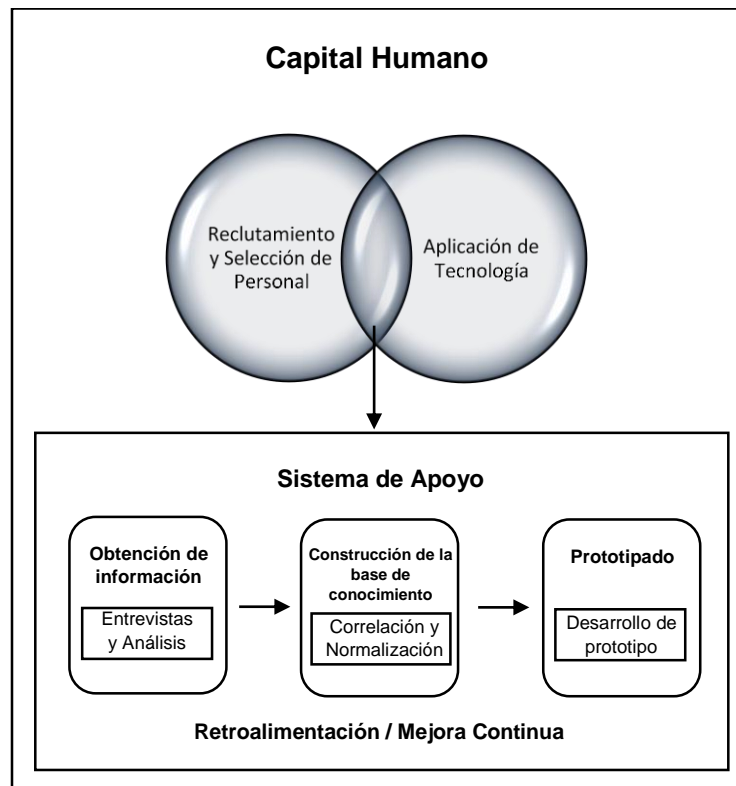 Capital Humano
Reclutamiento
y Selección de
Personal
Aplicación de
Tecnología
Sistema de Apoyo
Obtención de
información
Entrevistas
y Análisis
Construcción de la
base de
conocimiento
Correlación y
Normalización
Prototipado
Desarrollo de
prototipo
Retroalimentación / Mejora Continua